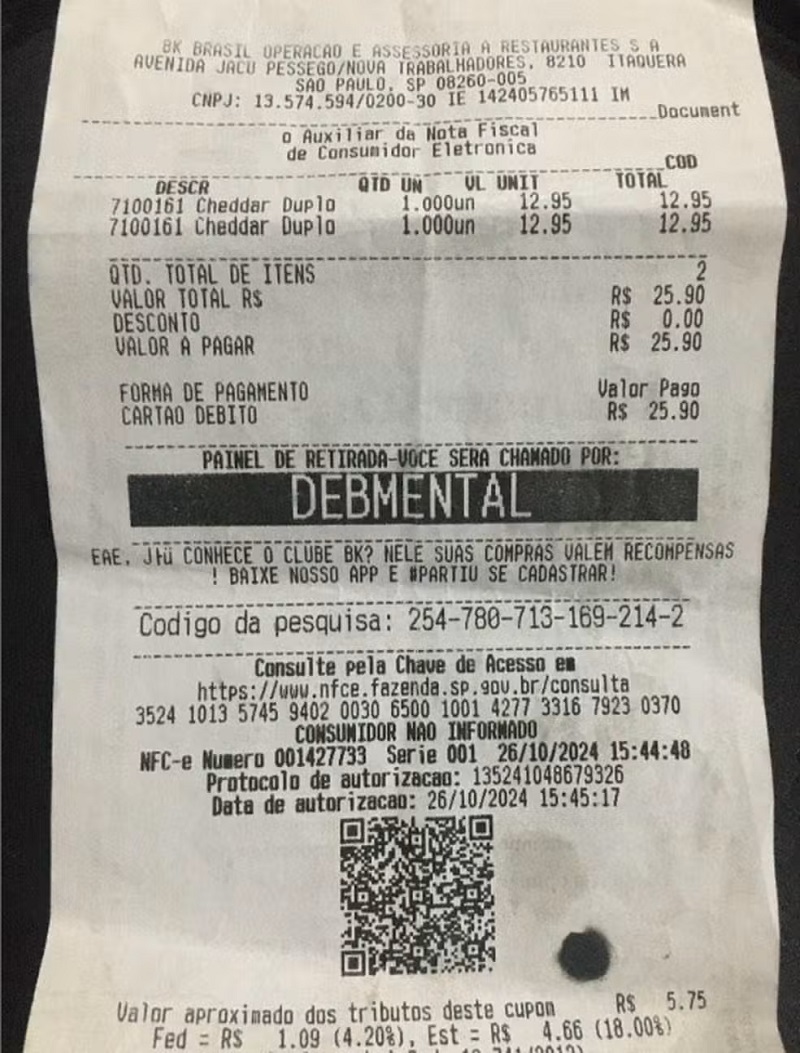 BK BRASIL OPERACAO E ASSESSORIA A RESTAURANTES S A
AVENIDA JACU PESSEGO/NOVA TRABALHADORES, 8210 ITAQUERA
SAO PAULO, SP 08260-005
CNPJ: 13.574.594/0200-30 IE 142405765111 IM
Document
o Auxiliar da Nota Fiscal
de Consumidor Eletronica
COD
DESCR QTD UN VL UNIT TOTAL
7100161 Cheddar Duplo 1.000un 12.95 12.95
7100161 Cheddar Duplo 1.000un 12.95 12.95
QTD. TOTAL DE ITENS 2
VALOR TOTAL R$ R$ 25.90
DESCONTO R$ 0.00
VALOR A PAGAR R$ 25.90
FORMA DE PAGAMENTO Valor Pago
CARTAO DEBITO R$ 25.90
PAINEL DE RETIRADA-VOCE SERA CHAMADO POR:
DEBMENTAL
EAE, Jtü CONHECE O CLUBE BK? NELE SUAS COMPRAS VALEM RECOMPENSAS
! BAIXE NOSSO APP E #PARTIU SE CADASTRAR!
Codigo da pesquisa: 254-780-713-169-214-2
Consulte pela Chave de Acesso em
https://www.nfce.fazenda.sp.gov.br/consulta
3524 1013 5745 9402 0030 6500 1001 4277 3316 7923 0370
CONSUMIDOR NAO INFORMADO
NFC-e Numero 001427733 Serie 001 26/10/2024 15:44:48
Protocolo de autorizacao: 135241048679326
Data de autorizacao: 26/10/2024 15:45:17
Valor aproximado dos tributos deste cupom R$ 5.75
Fed = R$ 1.09 (4.20%), Est = R$ 4.66 (18.00%)